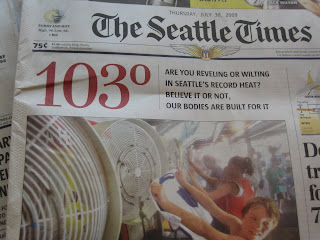 THURSDAY, JULY 30, 2009
The Seattle Times
75¢
103°
ARE YOU REVELING OR WILTING
IN SEATTLE'S RECORD HEAT?
BELIEVE IT OR NOT,
OUR BODIES ARE BUILT FOR IT